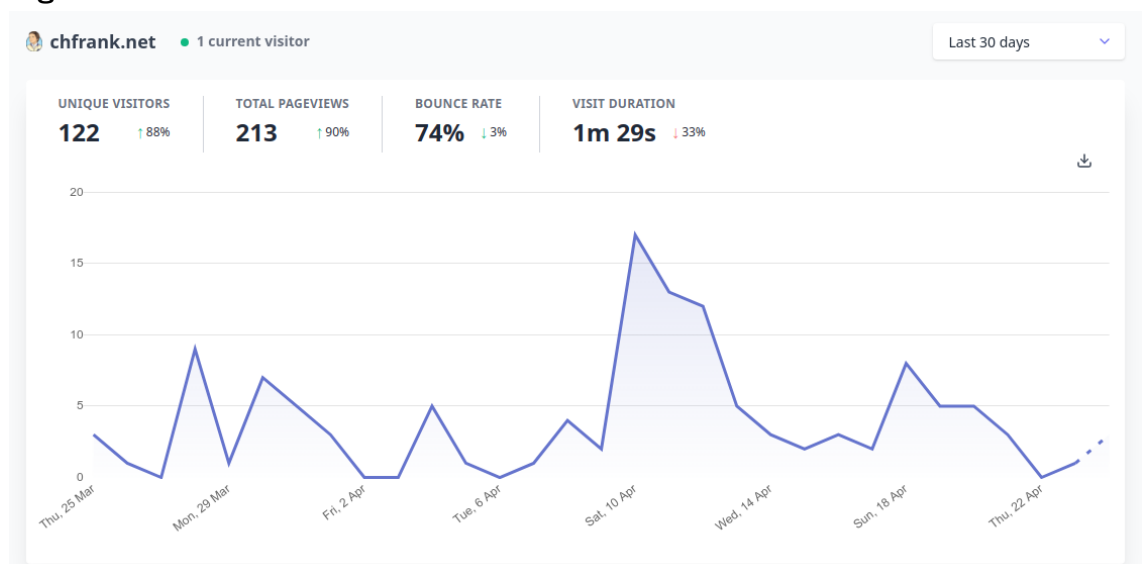 chfrank.net 1 current visitor Last 30 days
UNIQUE VISITORS TOTAL PAGEVIEWS BOUNCE RATE VISIT DURATION
122 ↑88% 213 ↑90% 74% ↓3% 1m 29s ↓33%
20
15
10
5
0
Thu, 25 Mar Mon, 29 Mar Fri, 2 Apr Tue, 6 Apr Sat, 10 Apr Wed, 14 Apr Sun, 18 Apr Thu, 22 Apr